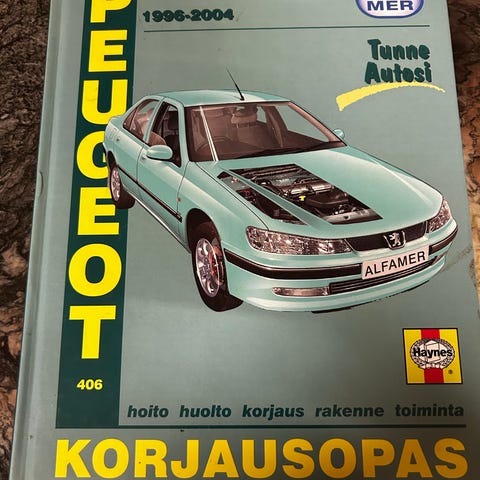 PEUGEOT
1996-2004
MER
Tunne
Autosi
ALFAMER
Haynes
®
406
hoito huolto korjaus rakenne toiminta
KORJAUSOPAS